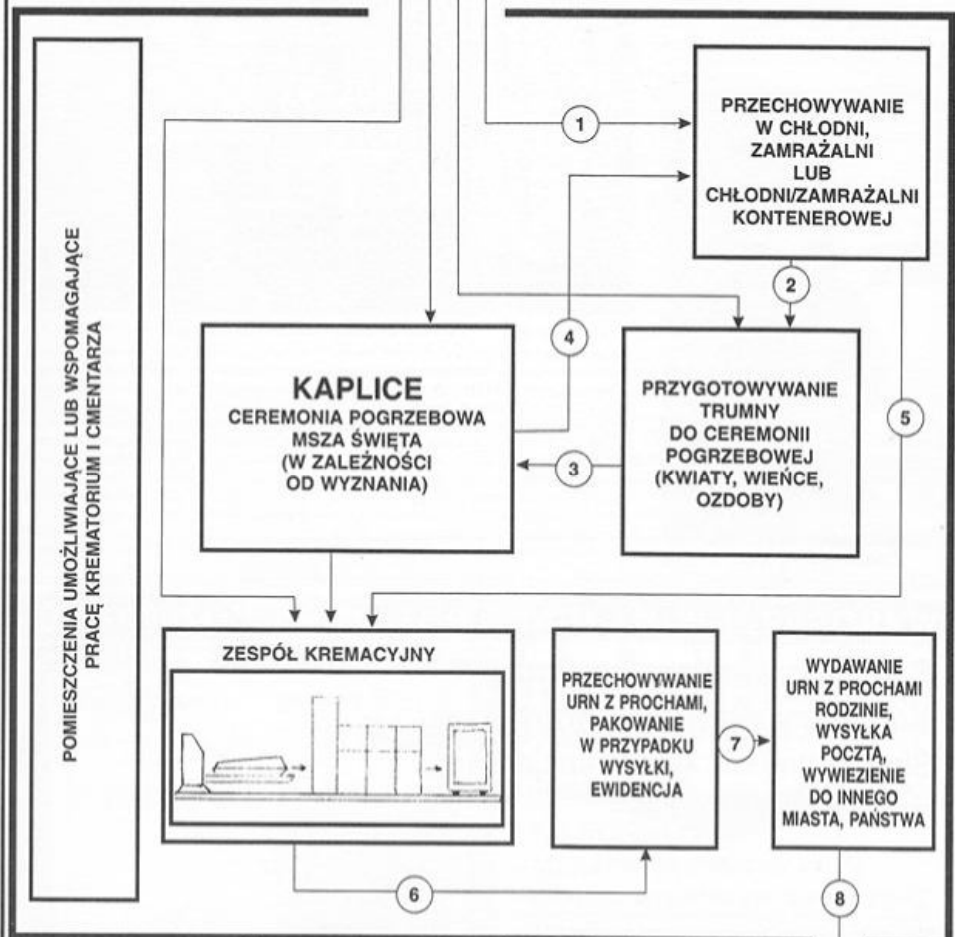 POMIESZCZENIA UMOŻLIWIAJĄCE LUB WSPOMAGAJĄCE
PRACĘ KREMATORIUM I CMENTARZA
1
PRZECHOWYWANIE
W CHŁODNI,
ZAMRAŻALNI
LUB
CHŁODNI/ZAMRAŻALNI
KONTENEROWEJ
2
4
KAPLICE
CEREMONIA POGRZEBOWA
MSZA ŚWIĘTA
(W ZALEŻNOŚCI
OD WYZNANIA)
3
PRZYGOTOWYWANIE
TRUMNY
DO CEREMONII
POGRZEBOWEJ
(KWIATY, WIEŃCE,
OZDOBY)
5
ZESPÓŁ KREMACYJNY
PRZECHOWYWANIE
URN Z PROCHAMI,
PAKOWANIE
W PRZYPADKU
WYSYŁKI,
EWIDENCJA
7
WYDAWANIE
URN Z PROCHAMI
RODZINIE,
WYSYŁKA
POCZTĄ,
WYWIEZIENIE
DO INNEGO
MIASTA, PAŃSTWA
6
8